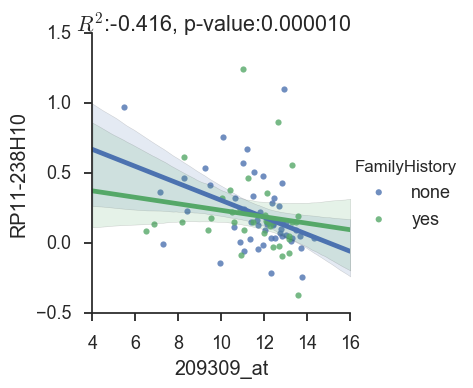 R²:-0.416, p-value:0.000010
1.5
1.0
0.5
0.0
−0.5
RP11-238H10
4 6 8 10 12 14 16
209309_at
FamilyHistory
none
yes